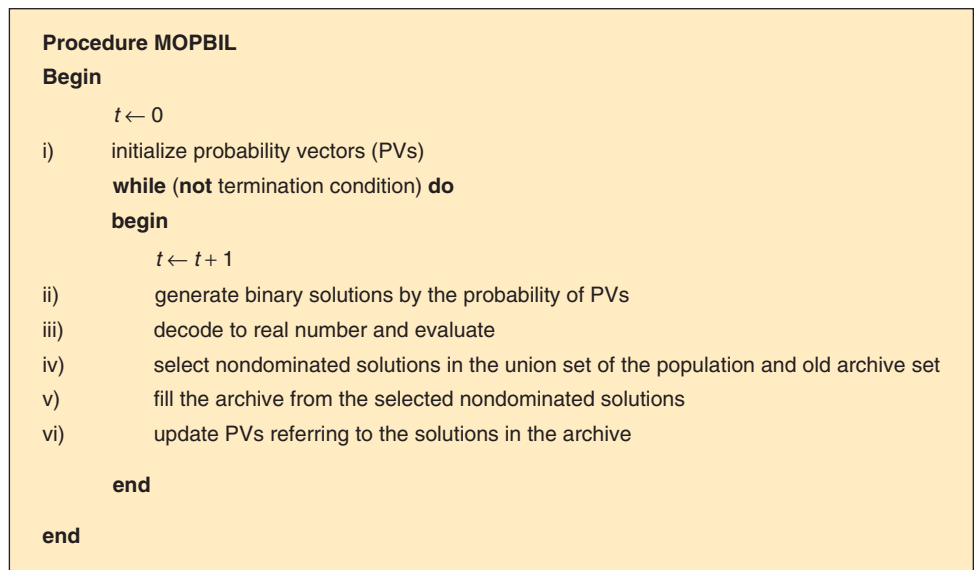 Procedure MOPBIL
Begin
t ← 0
i) initialize probability vectors (PVs)
while (not termination condition) do
begin
t ← t + 1
ii) generate binary solutions by the probability of PVs
iii) decode to real number and evaluate
iv) select nondominated solutions in the union set of the population and old archive set
v) fill the archive from the selected nondominated solutions
vi) update PVs referring to the solutions in the archive
end
end